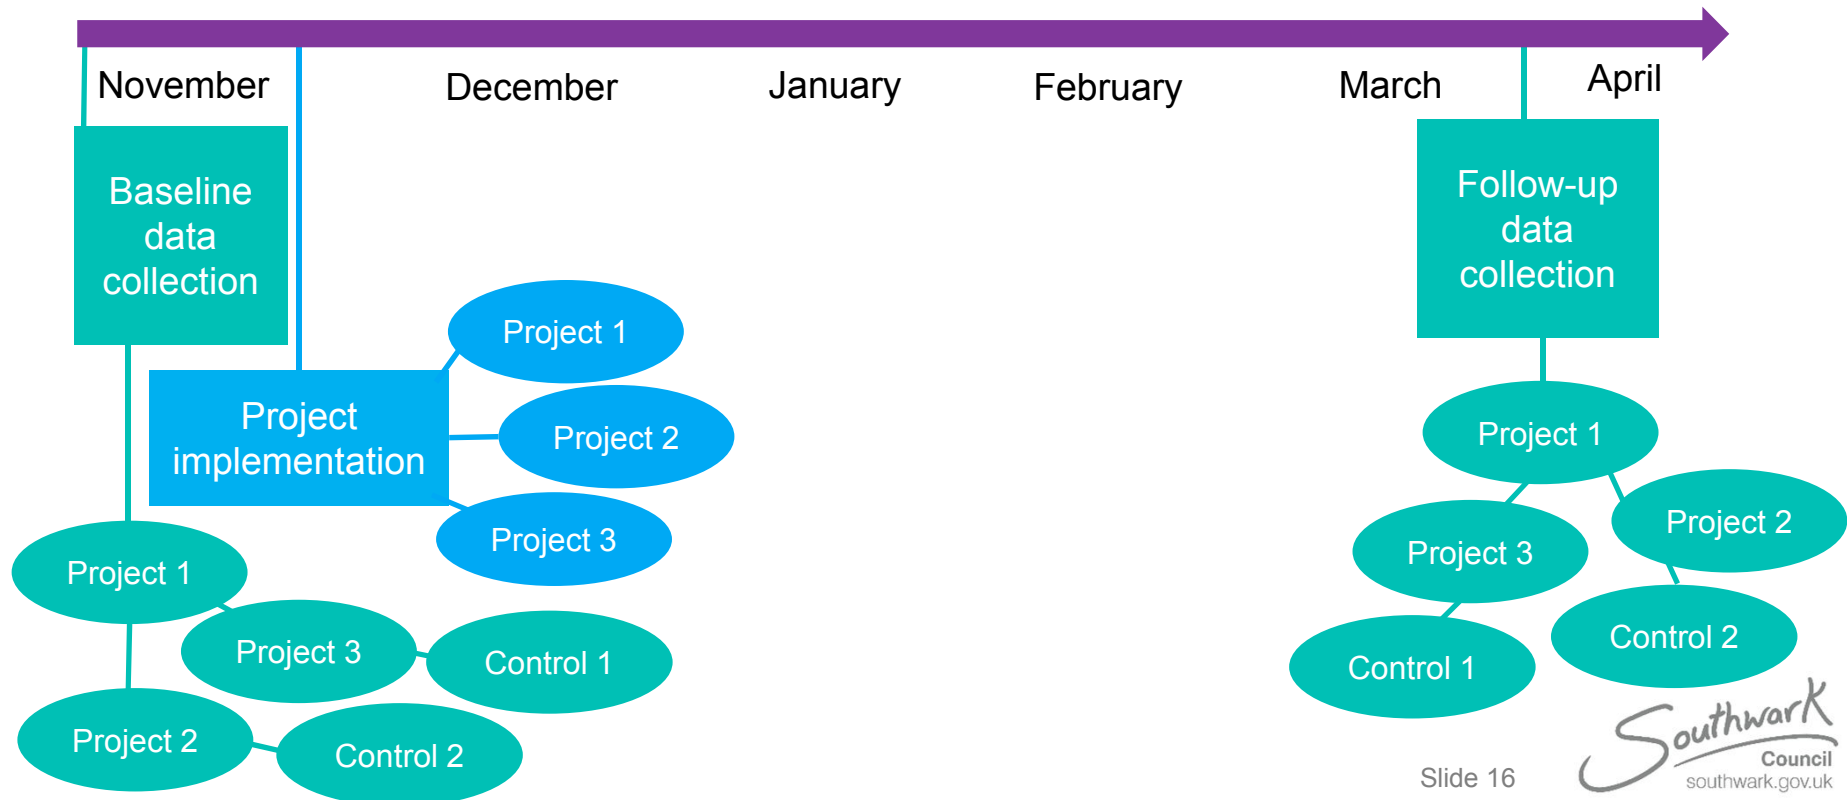 November
December
January
February
March
April
Baseline
data
collection
Follow-up
data
collection
Project
implementation
Project 1
Project 2
Project 3
Project 1
Project 3
Control 1
Project 2
Control 2
Project 1
Project 2
Project 3
Control 2
Control 1
Slide 16
Southwark
Council
southwark.gov.uk